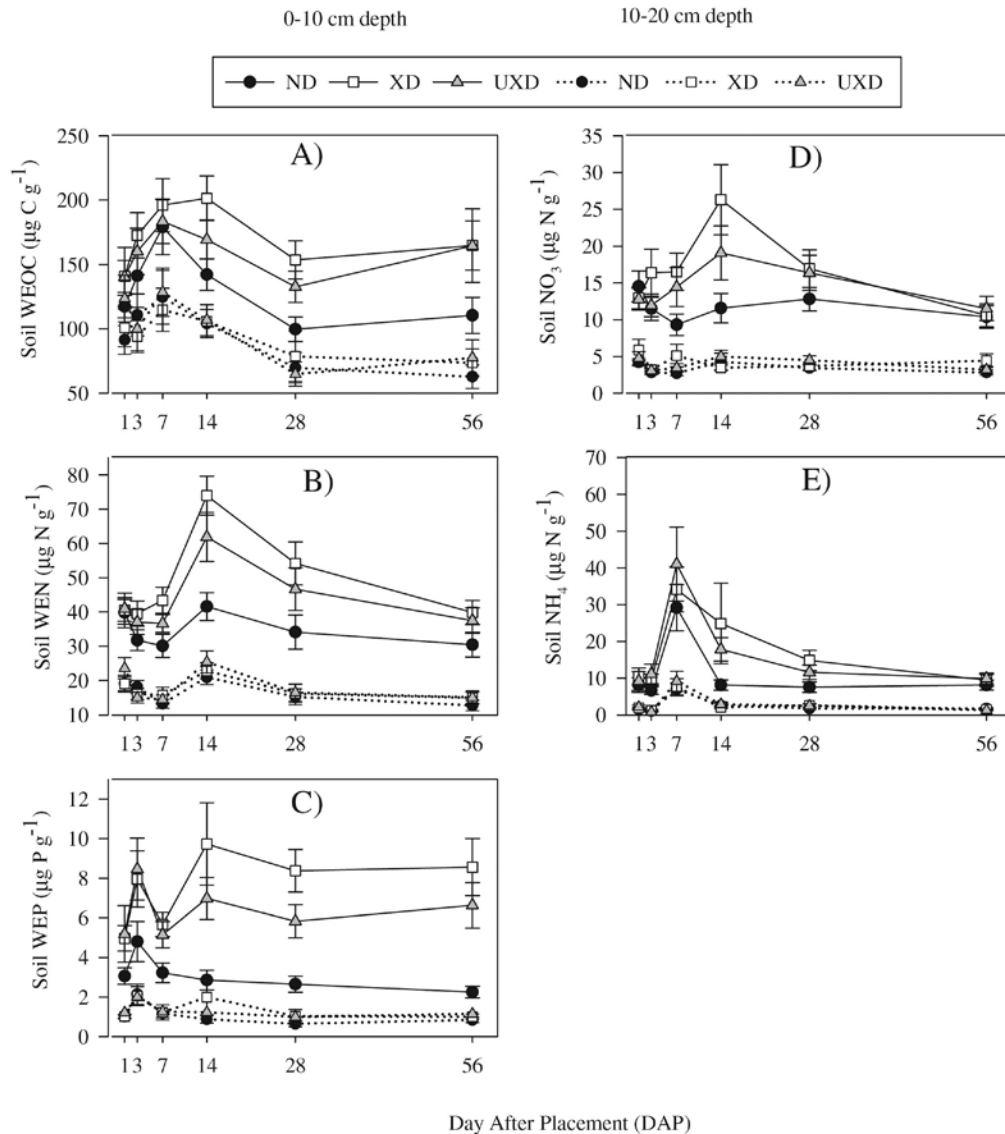 0-10 cm depth 10-20 cm depth
ND XD UXD ND XD UXD
A)
Soil WEOC (µg C g⁻¹)
250
200
150
100
50
1 3 7 14 28 56
D)
Soil NO₃ (µg N g⁻¹)
35
30
25
20
15
10
5
0
1 3 7 14 28 56
B)
Soil WEN (µg N g⁻¹)
80
70
60
50
40
30
20
10
1 3 7 14 28 56
E)
Soil NH₄ (µg N g⁻¹)
70
60
50
40
30
20
10
0
1 3 7 14 28 56
C)
Soil WEP (µg P g⁻¹)
12
10
8
6
4
2
0
1 3 7 14 28 56
Day After Placement (DAP)